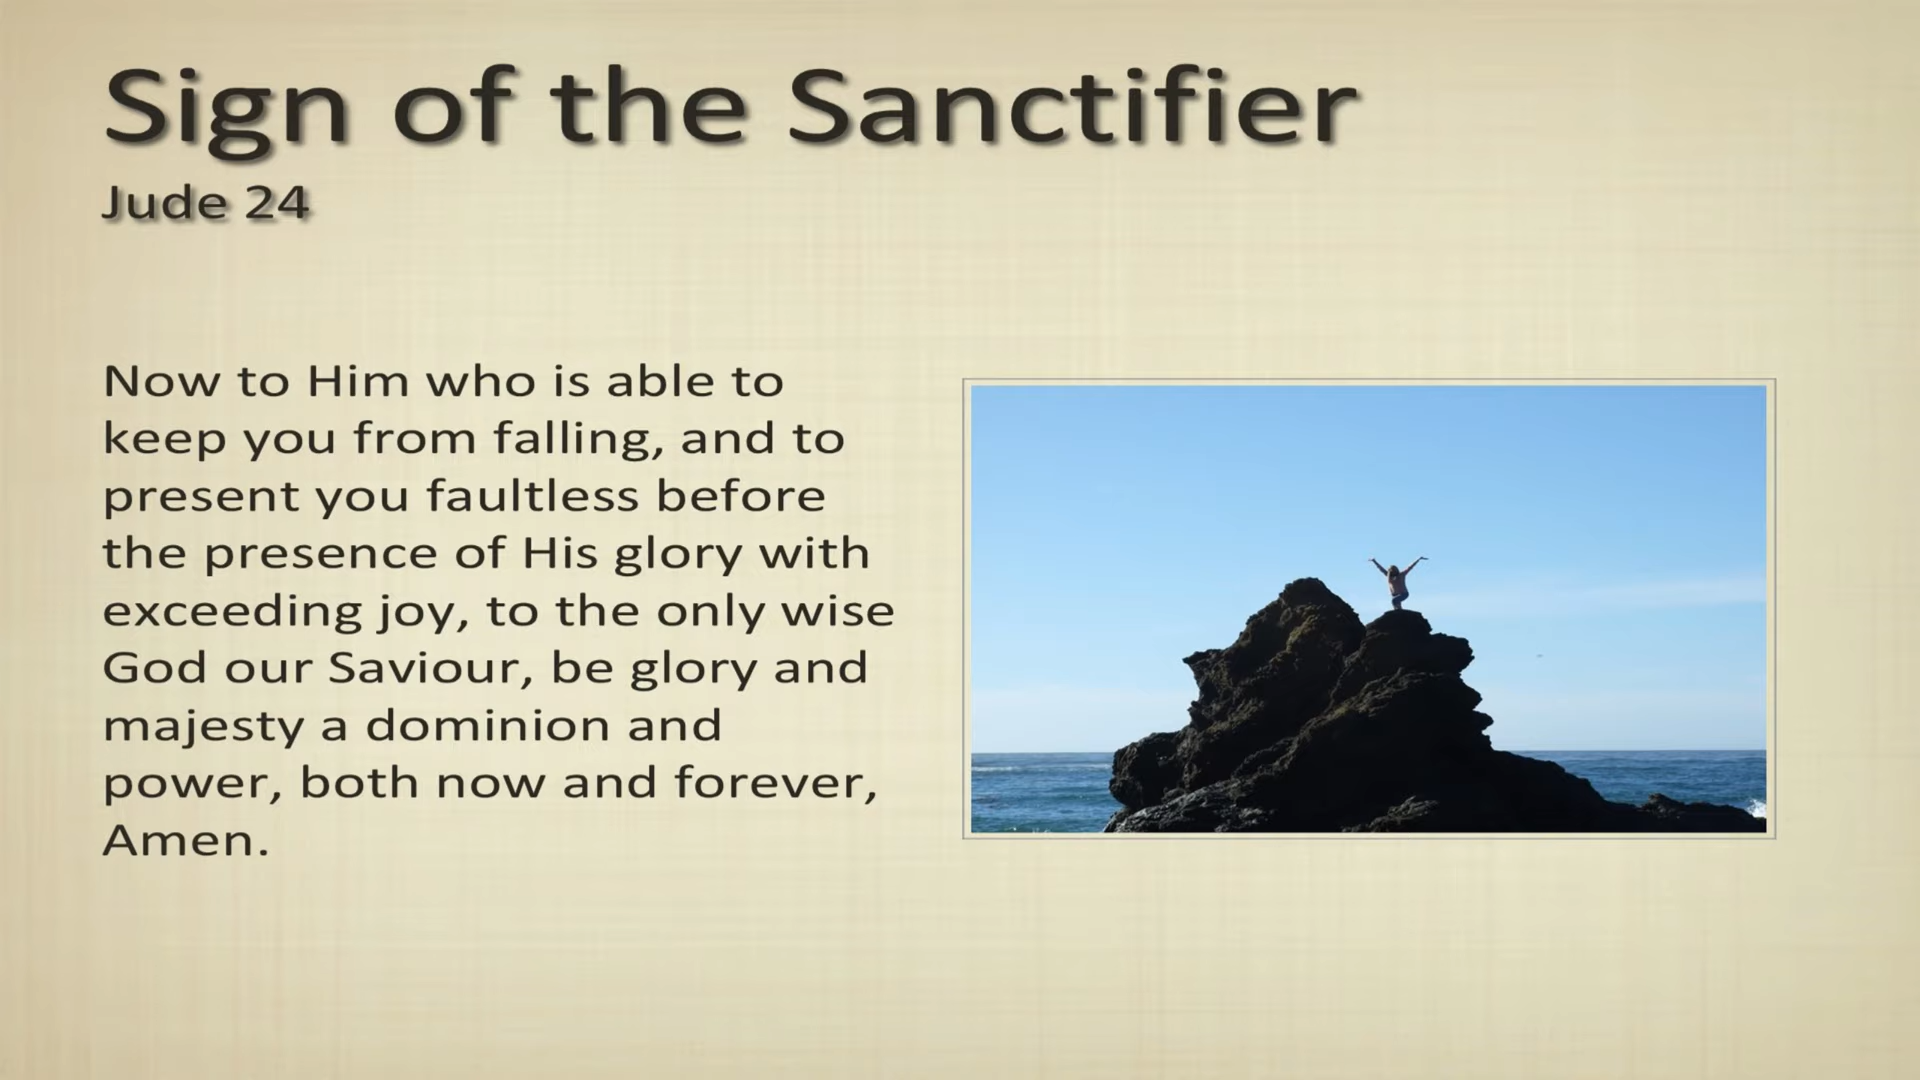 Sign of the Sanctifier
Jude 24
Now to Him who is able to
keep you from falling, and to
present you faultless before
the presence of His glory with
exceeding joy, to the only wise
God our Saviour, be glory and
majesty a dominion and
power, both now and forever,
Amen.